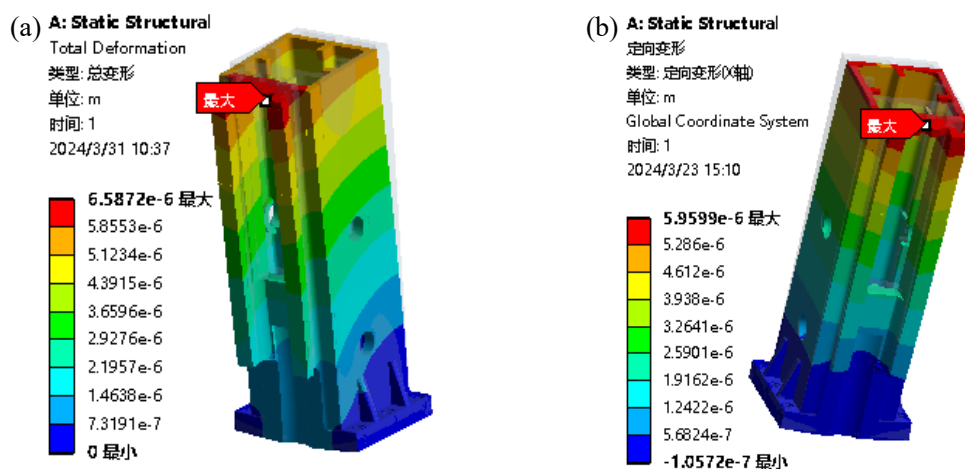 (a)
A: Static Structural
Total Deformation
类型: 总变形
单位: m
时间: 1
2024/3/31 10:37
最大
6.5872e-6 最大
5.8553e-6
5.1234e-6
4.3915e-6
3.6596e-6
2.9276e-6
2.1957e-6
1.4638e-6
7.3191e-7
0 最小
(b)
A: Static Structural
定向变形
类型: 定向变形(X轴)
单位: m
Global Coordinate System
时间: 1
2024/3/23 15:10
最大
5.9599e-6 最大
5.286e-6
4.612e-6
3.938e-6
3.2641e-6
2.5901e-6
1.9162e-6
1.2422e-6
5.6824e-7
-1.0572e-7 最小